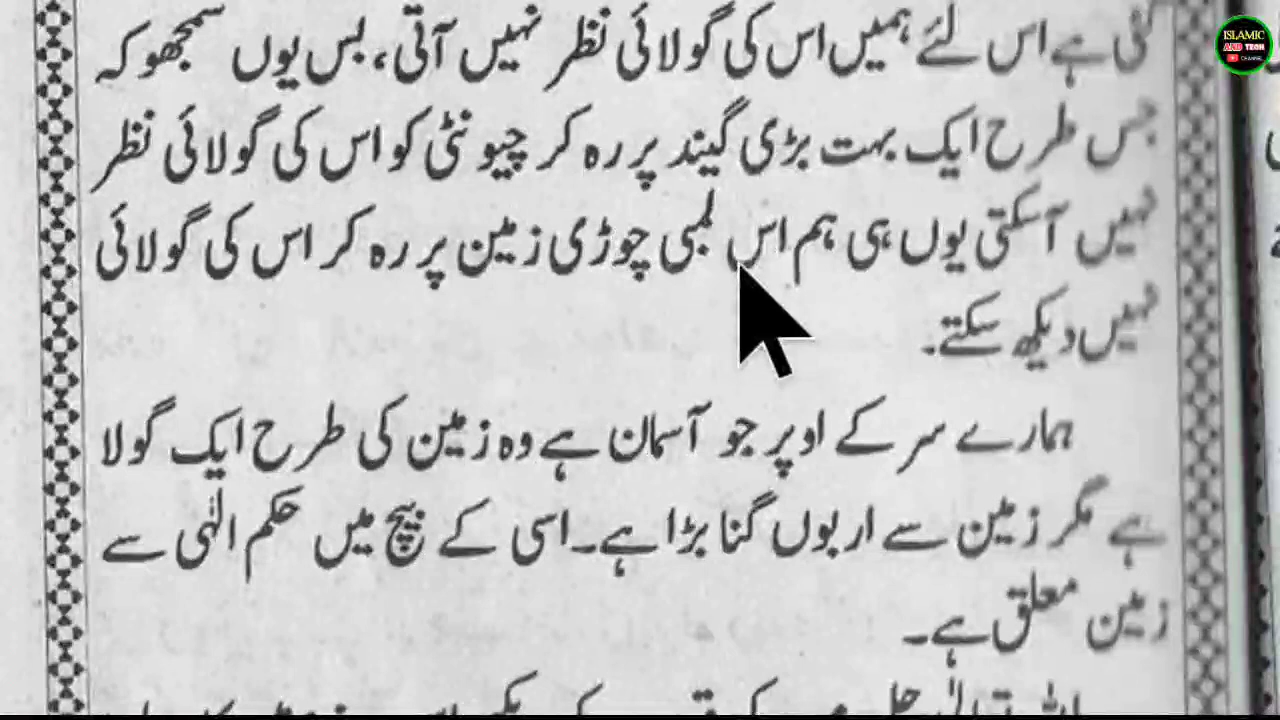 گئی ہے اس لئے ہمیں اس کی گولائی نظر نہیں آتی، بس یوں سمجھو کہ
جس طرح ایک بہت بڑی گیند پر رہ کر چیونٹی کو اس کی گولائی نظر
نہیں آسکتی یوں ہی ہم اس لمبی چوڑی زمین پر رہ کر اس کی گولائی
نہیں دیکھ سکتے۔
ہمارے سر کے اوپر جو آسمان ہے وہ زمین کی طرح ایک گولا
ہے مگر زمین سے اربوں گنا بڑا ہے۔ اسی کے بیچ میں حکم الٰہی سے
زمین معلق ہے۔
ISLAMIC
AND TECH
CHANNEL